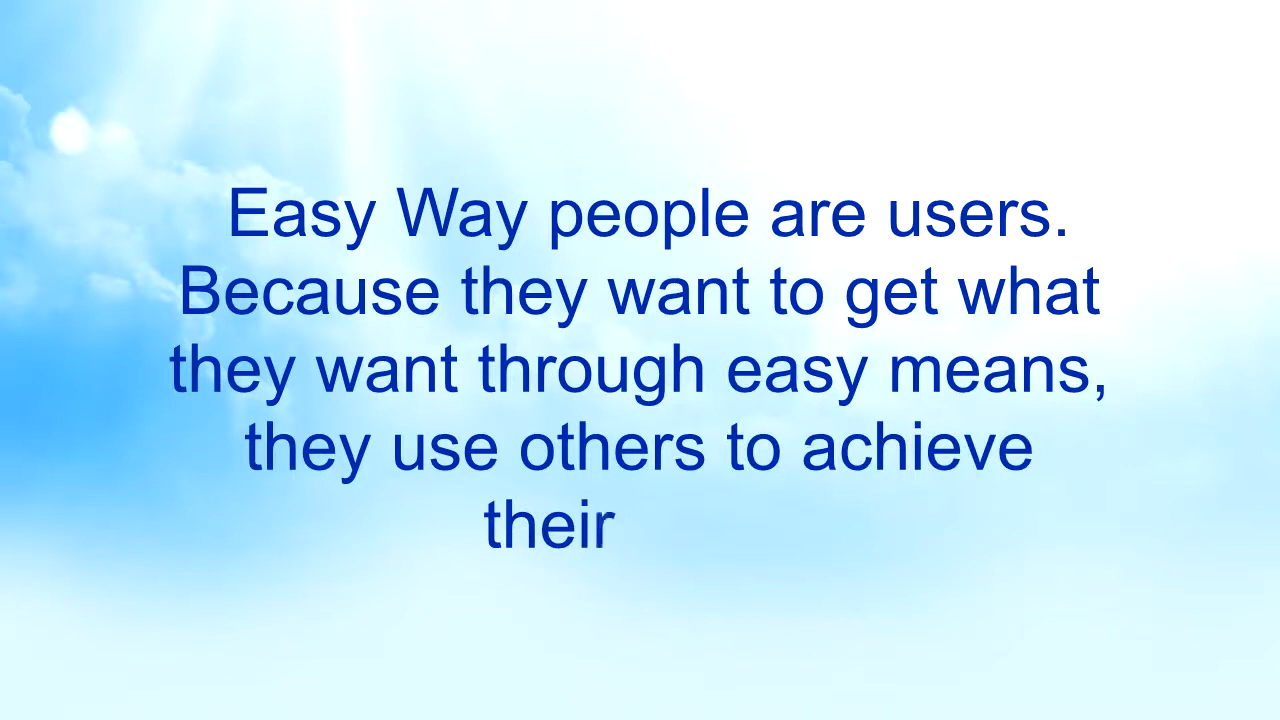 Easy Way people are users.
Because they want to get what
they want through easy means,
they use others to achieve
their